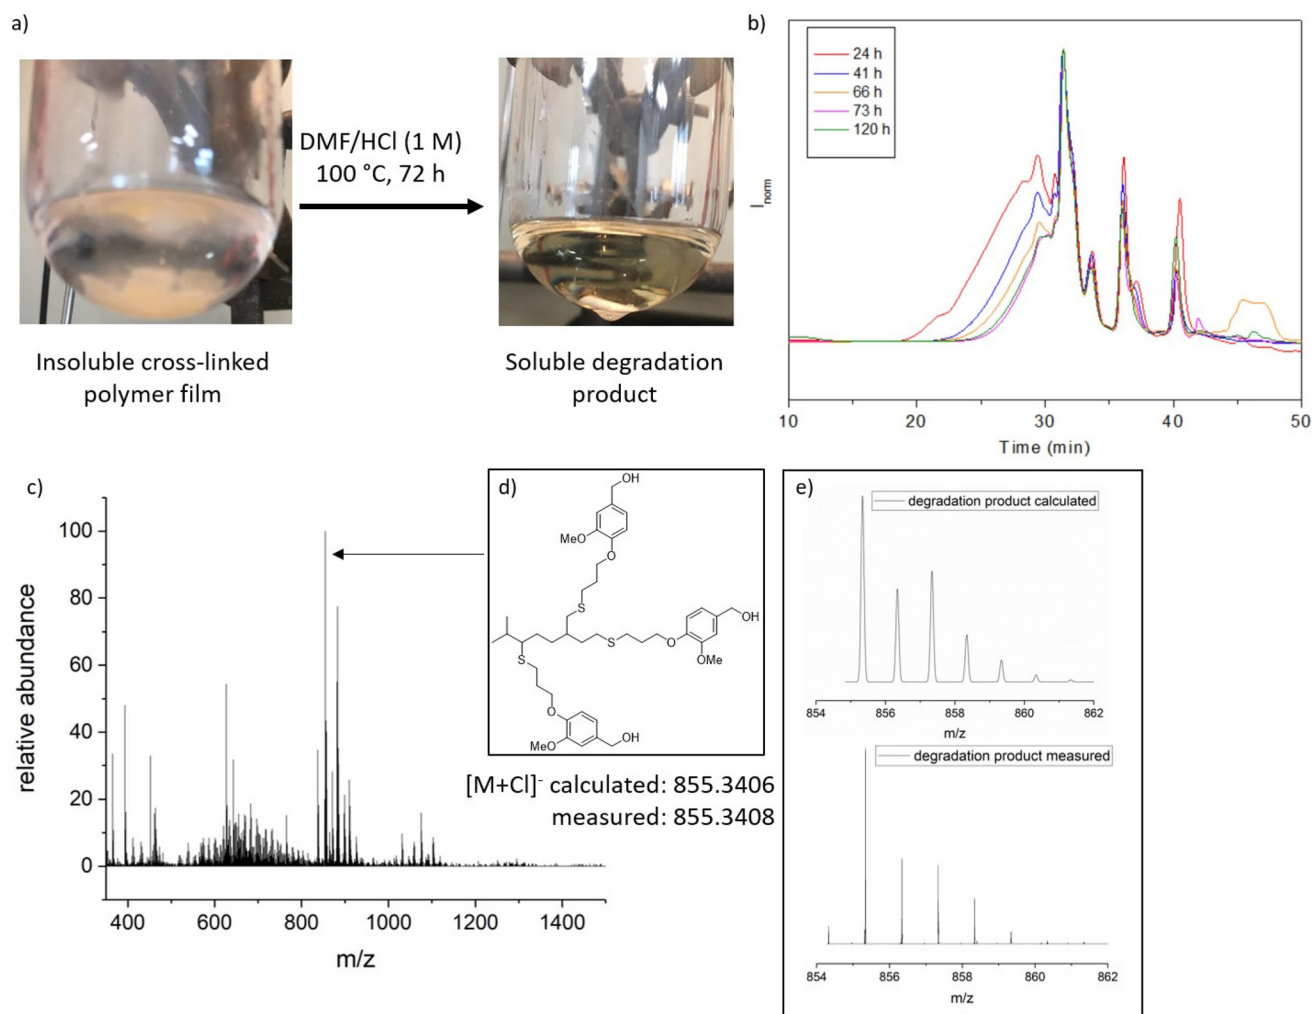 a)
DMF/HCl (1 M)
100 °C, 72 h
Insoluble cross-linked
polymer film
Soluble degradation
product
b)
24 h
41 h
66 h
73 h
120 h
I_norm
10
20
30
40
50
Time (min)
c)
100
80
60
40
20
0
relative abundance
400
600
800
1000
1200
1400
m/z
d)
OH
MeO
O
S
S
O
OH
OMe
S
O
MeO
OH
[M+Cl]⁻ calculated: 855.3406
measured: 855.3408
e)
degradation product calculated
854
856
858
860
862
m/z
degradation product measured
854
856
858
860
862
m/z